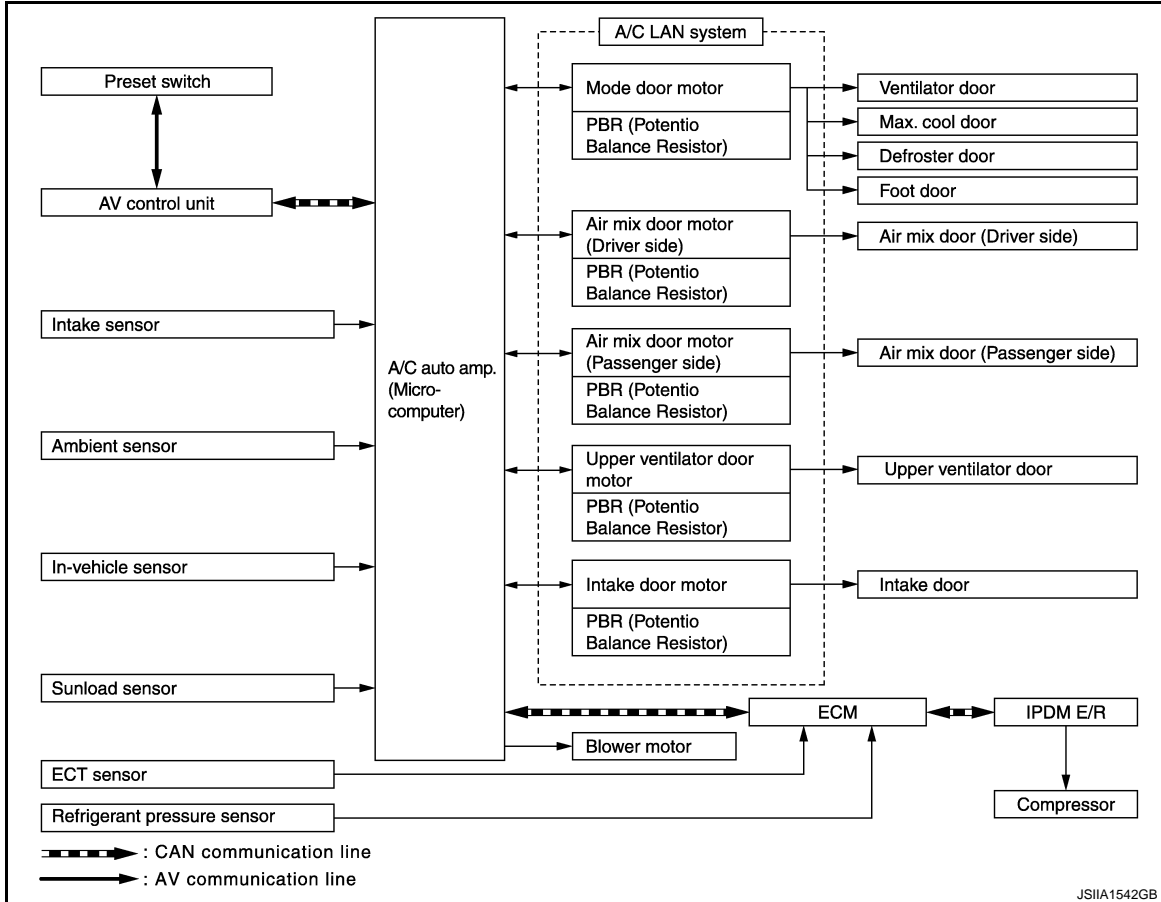 A/C LAN system
Preset switch
AV control unit
Intake sensor
Ambient sensor
In-vehicle sensor
Sunload sensor
ECT sensor
Refrigerant pressure sensor
A/C auto amp.
(Micro-
computer)
Mode door motor
PBR (Potentio
Balance Resistor)
Air mix door motor
(Driver side)
PBR (Potentio
Balance Resistor)
Air mix door motor
(Passenger side)
PBR (Potentio
Balance Resistor)
Upper ventilator door
motor
PBR (Potentio
Balance Resistor)
Intake door motor
PBR (Potentio
Balance Resistor)
Blower motor
Ventilator door
Max. cool door
Defroster door
Foot door
Air mix door (Driver side)
Air mix door (Passenger side)
Upper ventilator door
Intake door
ECM
IPDM E/R
Compressor
: CAN communication line
: AV communication line
JSIIA1542GB